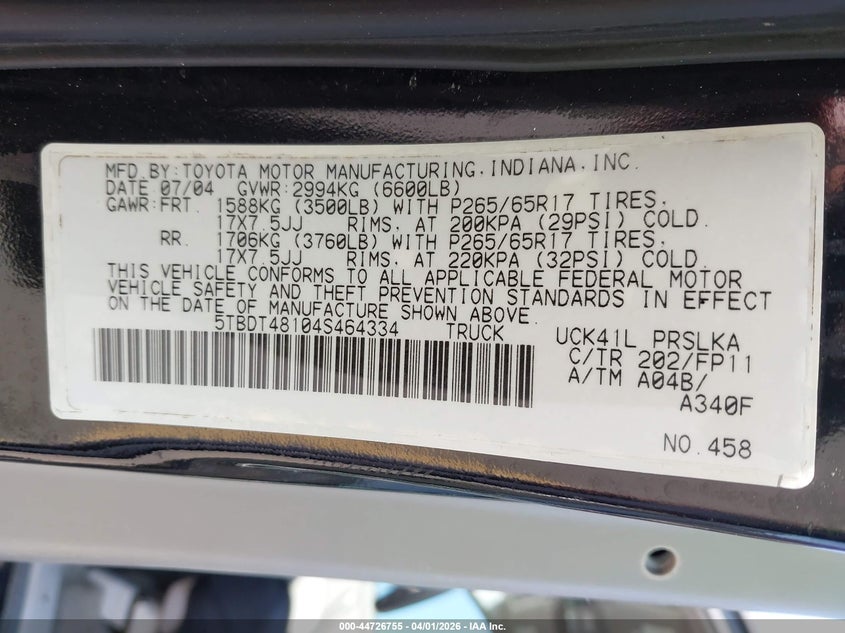 MFD.BY:TOYOTA MOTOR MANUFACTURING,INDIANA,INC.
DATE 07/04 GVWR:2994KG (6600LB)
GAWR:FRT. 1588KG (3500LB) WITH P265/65R17 TIRES,
17X7.5JJ RIMS, AT 200KPA (29PSI) COLD.
RR. 1706KG (3760LB) WITH P265/65R17 TIRES,
17X7.5JJ RIMS, AT 220KPA (32PSI) COLD.
THIS VEHICLE CONFORMS TO ALL APPLICABLE FEDERAL MOTOR
VEHICLE SAFETY AND THEFT PREVENTION STANDARDS IN EFFECT
ON THE DATE OF MANUFACTURE SHOWN ABOVE.
5TBDT48104S464334 TRUCK UCK41L PRSLKA
C/TR 202/FP11
A/TM A04B/
A340F
NO.458
000-44726755 - 04/01/2026 - IAA, Inc.